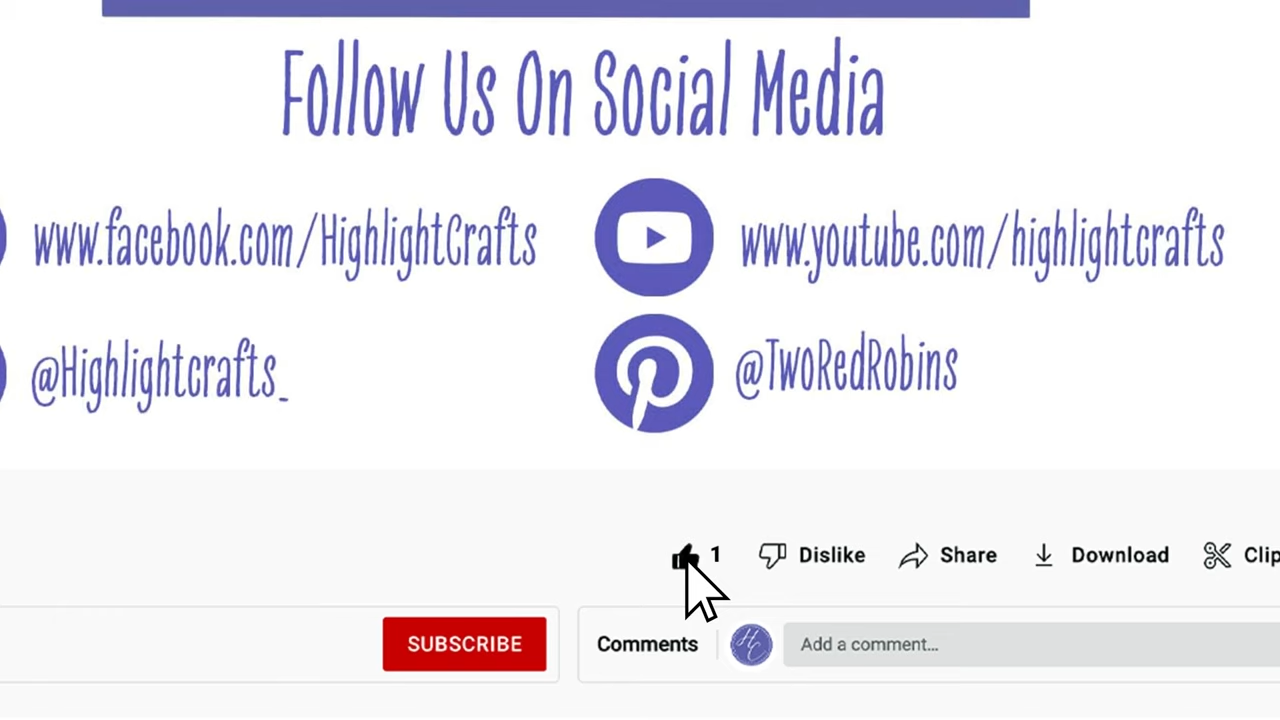 Follow Us On Social Media
www.facebook.com/HighlightCrafts
www.youtube.com/highlightcrafts
@Highlightcrafts_
@TwoRedRobins
1 Dislike Share Download Clip
SUBSCRIBE
Comments
HC
Add a comment...